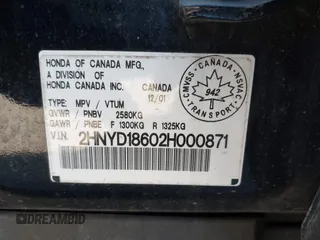 HONDA OF CANADA MFG.,
A DIVISION OF
HONDA CANADA INC. CANADA
12/01
TYPE: MPV / VTUM
GVWR / PNBV 2580KG
GAWR / PNBE F 1300KG R 1325KG
V.I.N. 2HNYD18602H000871
CMVSS - CANADA - NSVAC
942
TRANSPORT
DREAMBID